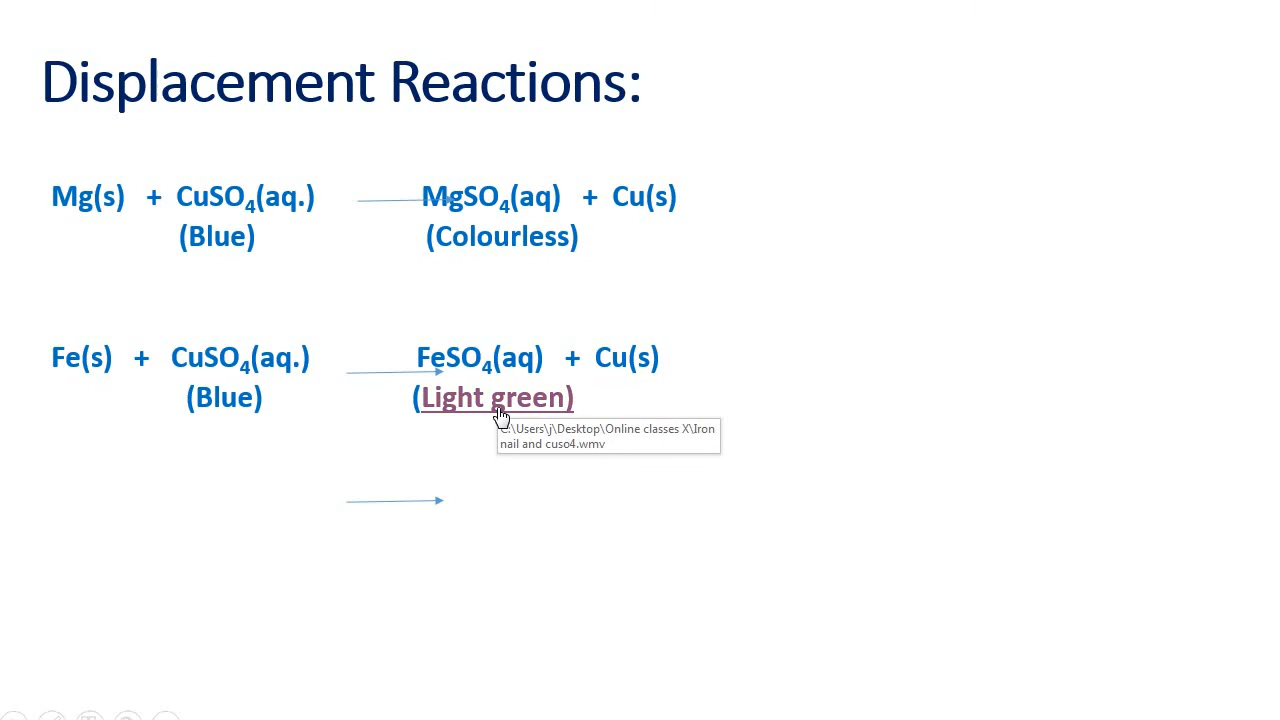 Displacement Reactions:
Mg(s) + CuSO₄(aq.) MgSO₄(aq) + Cu(s)
(Blue) (Colourless)
Fe(s) + CuSO₄(aq.) FeSO₄(aq) + Cu(s)
(Blue) (Light green)
C:\Users\j\Desktop\Online classes X\Iron
nail and cuso4.wmv